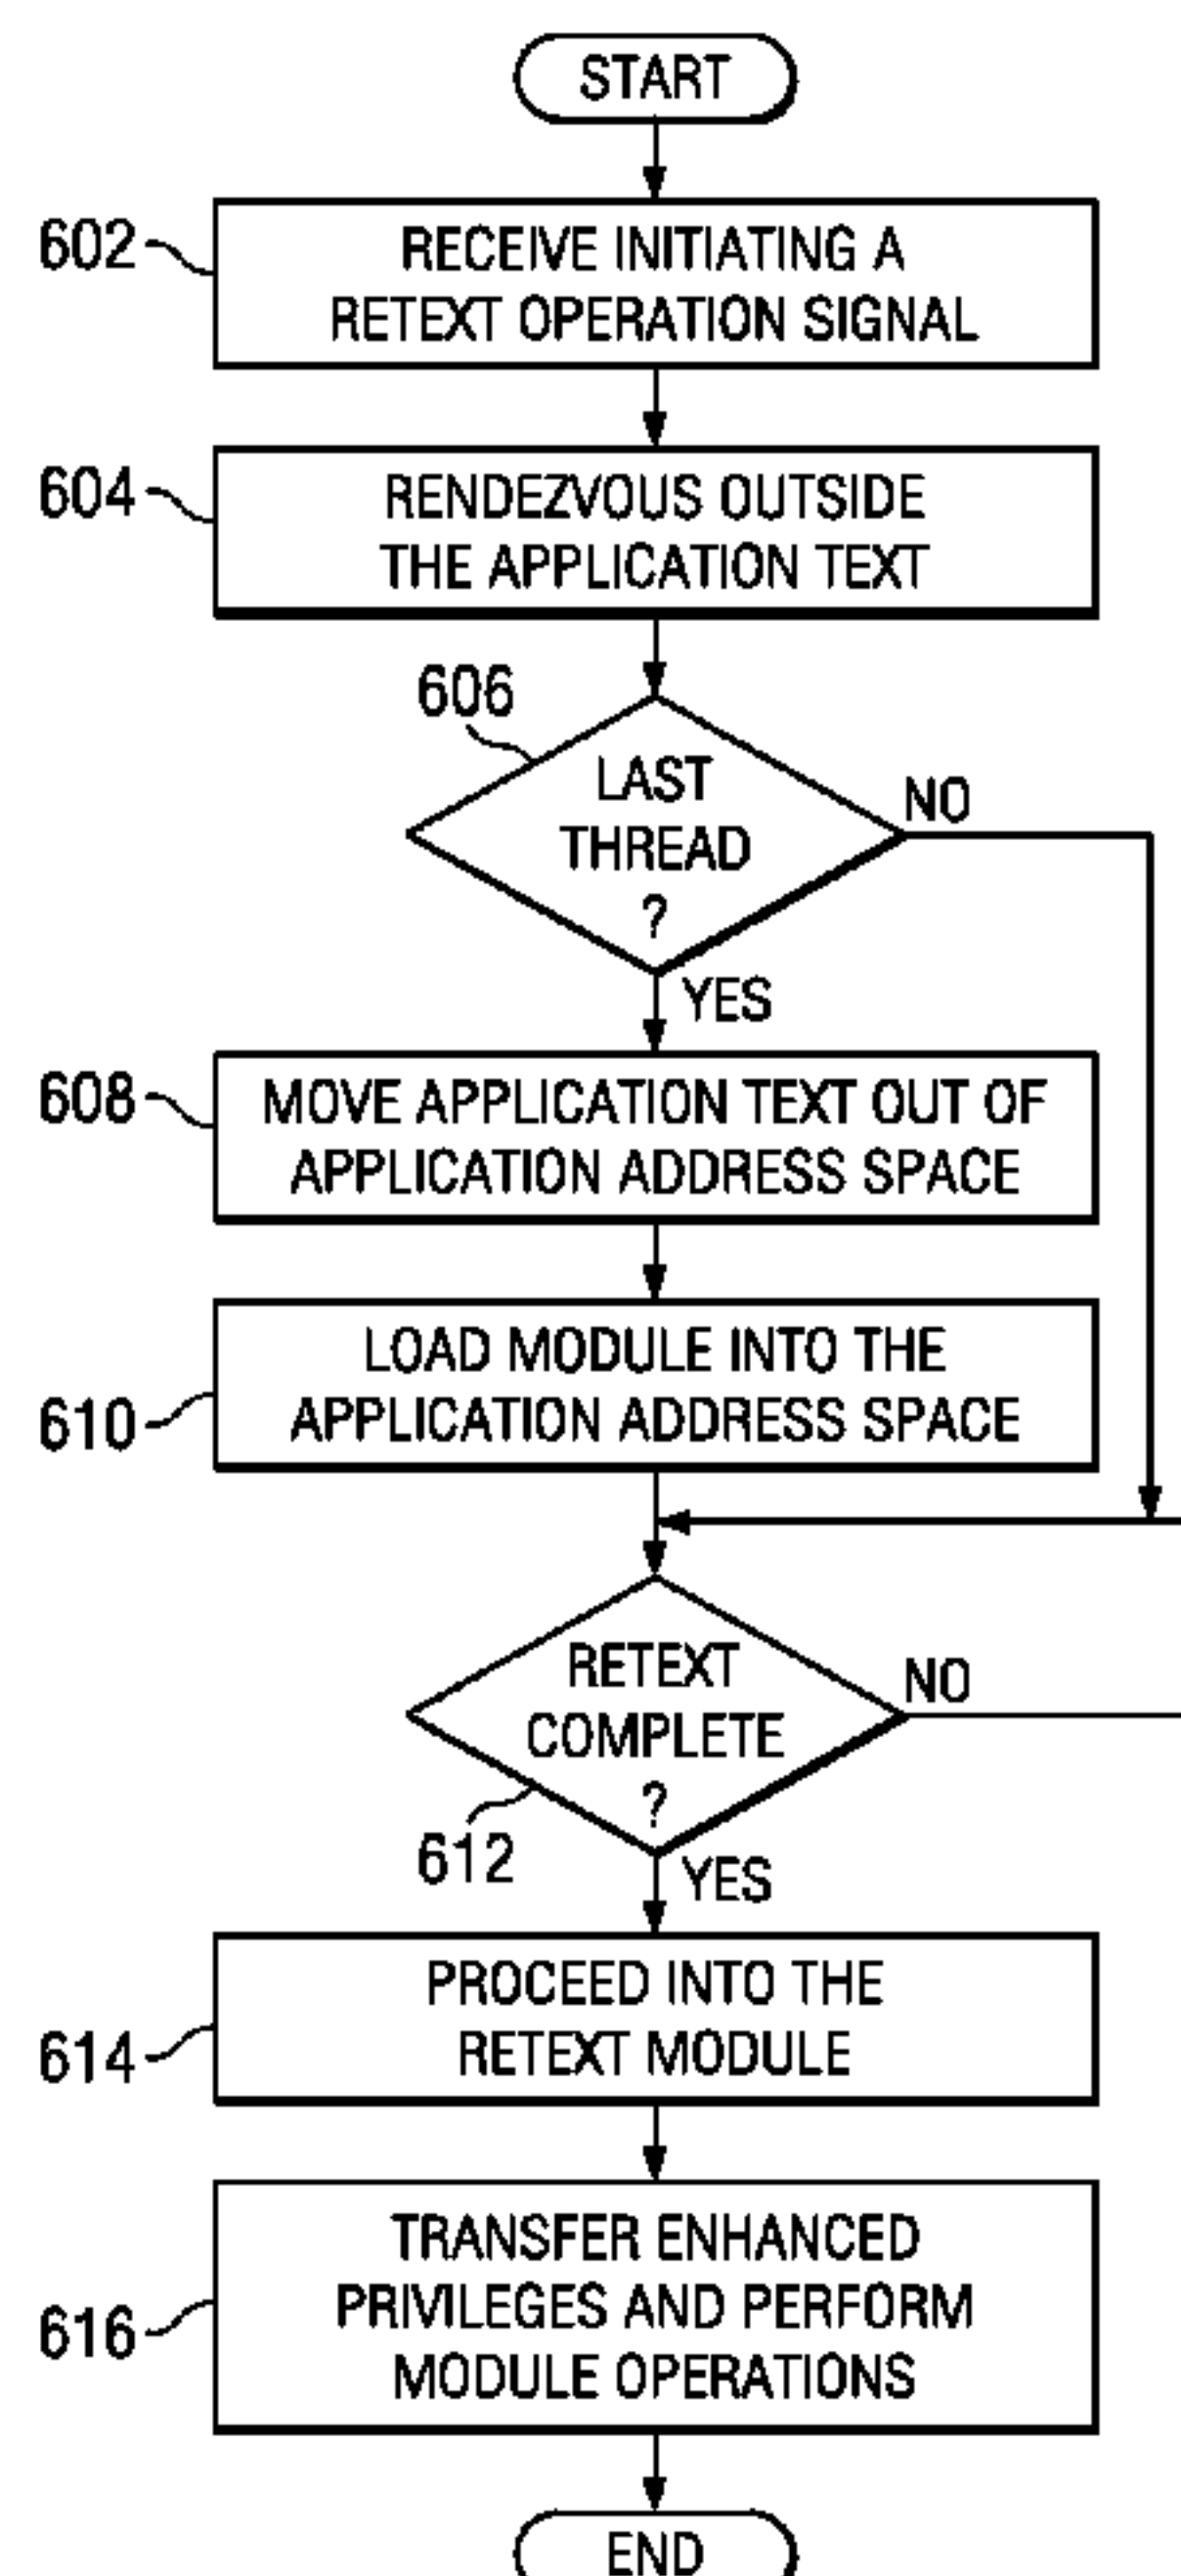 START
602
RECEIVE INITIATING A
RETEXT OPERATION SIGNAL
604
RENDEZVOUS OUTSIDE
THE APPLICATION TEXT
606
LAST
THREAD
?
NO
YES
608
MOVE APPLICATION TEXT OUT OF
APPLICATION ADDRESS SPACE
610
LOAD MODULE INTO THE
APPLICATION ADDRESS SPACE
RETEXT
COMPLETE
?
NO
612
YES
614
PROCEED INTO THE
RETEXT MODULE
616
TRANSFER ENHANCED
PRIVILEGES AND PERFORM
MODULE OPERATIONS
END